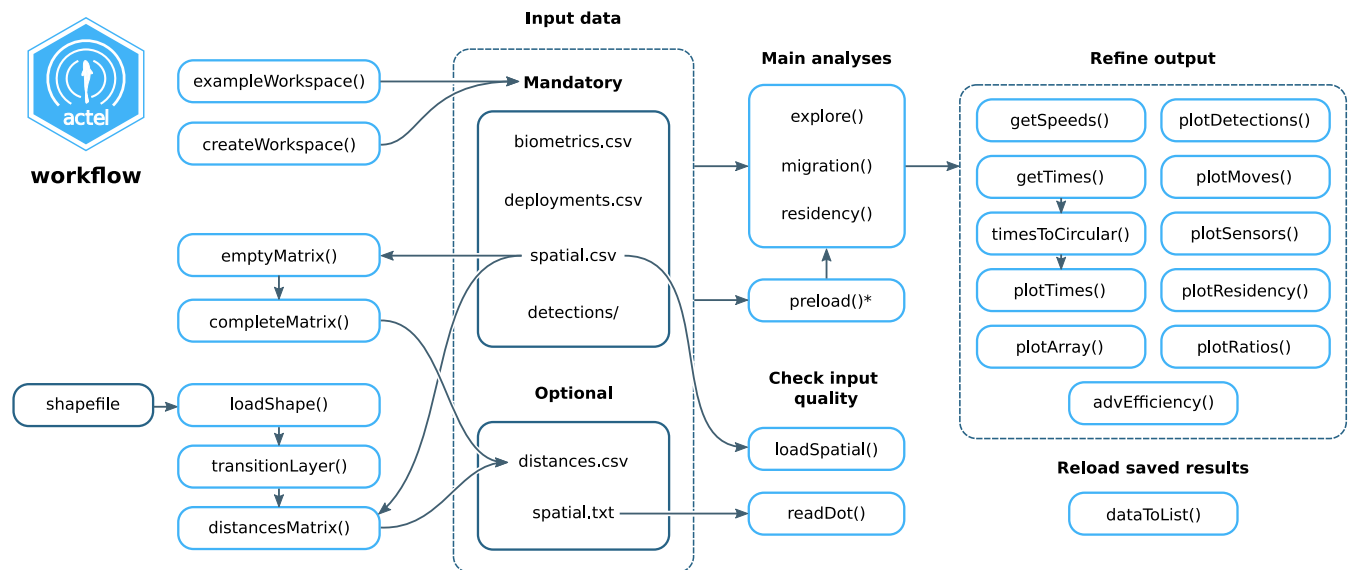 actel
workflow
exampleWorkspace()
createWorkspace()
emptyMatrix()
completeMatrix()
shapefile
loadShape()
transitionLayer()
distancesMatrix()
Input data
Mandatory
biometrics.csv
deployments.csv
spatial.csv
detections/
Optional
distances.csv
spatial.txt
Main analyses
explore()
migration()
residency()
preload()*
Check input
quality
loadSpatial()
readDot()
Refine output
getSpeeds()
plotDetections()
getTimes()
plotMoves()
timesToCircular()
plotSensors()
plotTimes()
plotResidency()
plotArray()
plotRatios()
advEfficiency()
Reload saved results
dataToList()